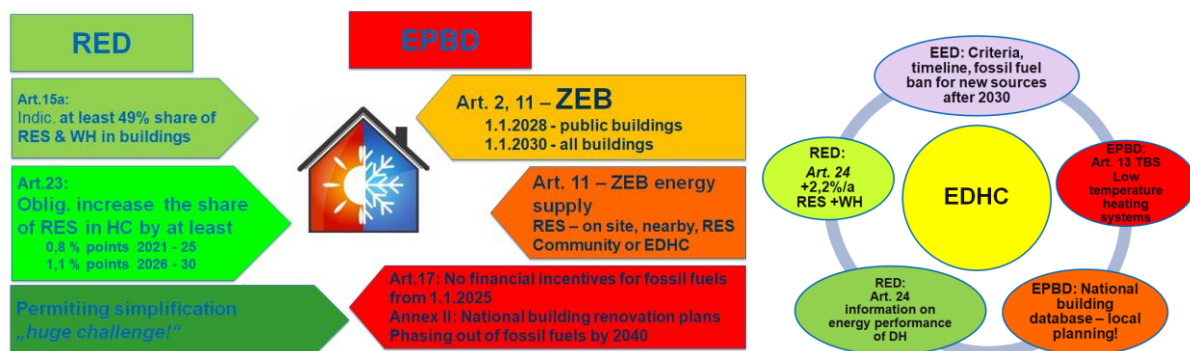 RED
Art.15a:
Indic. at least 49% share of
RES & WH in buildings
Art.23:
Oblig. increase the share
of RES in HC by at least
0,8 % points 2021 - 25
1,1 % points 2026 - 30
Permitiing simplification
„huge challenge!“
EPBD
Art. 2, 11 – ZEB
1.1.2028 - public buildings
1.1.2030 - all buildings
Art. 11 – ZEB energy
supply
RES – on site, nearby, RES
Community or EDHC
Art.17: No financial incentives for fossil fuels
from 1.1.2025
Annex II: National building renovation plans
Phasing out of fossil fuels by 2040
EED: Criteria,
timeline, fossil fuel
ban for new sources
after 2030
RED:
Art. 24
+2,2%/a
RES +WH
EDHC
EPBD:
Art. 13 TBS
Low
temperature
heating
systems
RED:
Art. 24
information on
energy performance
of DH
EPBD: National
building
database – local
planning!